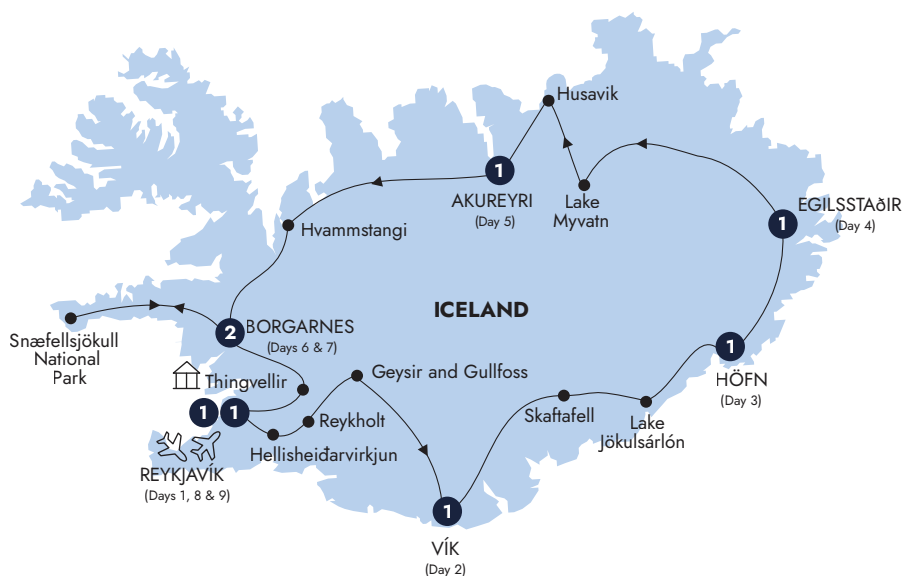 Husavik
1
AKUREYRI
(Day 5)
Lake
Myvatn
EGILSSTAðIR
1
(Day 4)
Hvammstangi
ICELAND
Snæfellsjökull
National
Park
2
BORGARNES
(Days 6 & 7)
1
HÖFN
(Day 3)
Geysir and Gullfoss
Thingvellir
Skaftafell
Lake
Jökulsárlón
1
1
Reykholt
Hellisheiðarvirkjun
REYKJAVÍK
(Days 1, 8 & 9)
1
VÍK
(Day 2)